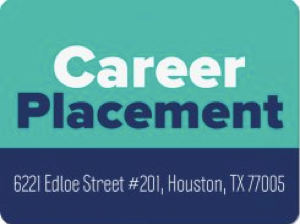 Career
Placement
6221 Edloe Street #201, Houston, TX 77005